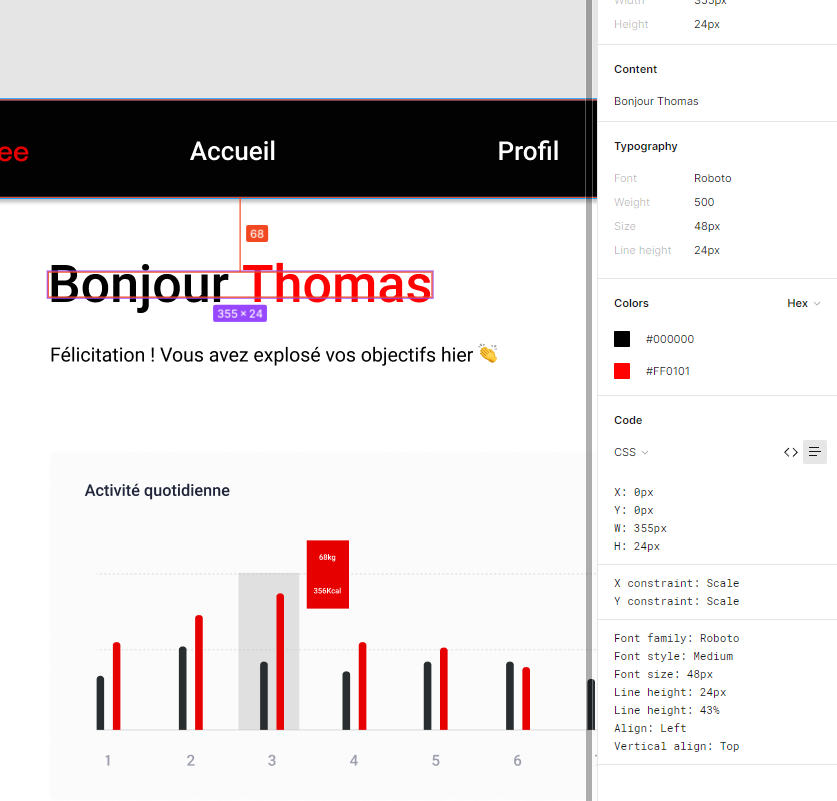 Width 355px
Height 24px
Content
Bonjour Thomas
ee Accueil Profil
Typography
Font Roboto
Weight 500
Size 48px
Line height 24px
68
Bonjour Thomas
355 × 24
Félicitation ! Vous avez explosé vos objectifs hier 👏
Colors Hex
#000000
#FF0101
Code
CSS
X: 0px
Y: 0px
W: 355px
H: 24px
X constraint: Scale
Y constraint: Scale
Font family: Roboto
Font style: Medium
Font size: 48px
Line height: 24px
Line height: 43%
Align: Left
Vertical align: Top
Activité quotidienne
68kg
356Kcal
1 2 3 4 5 6